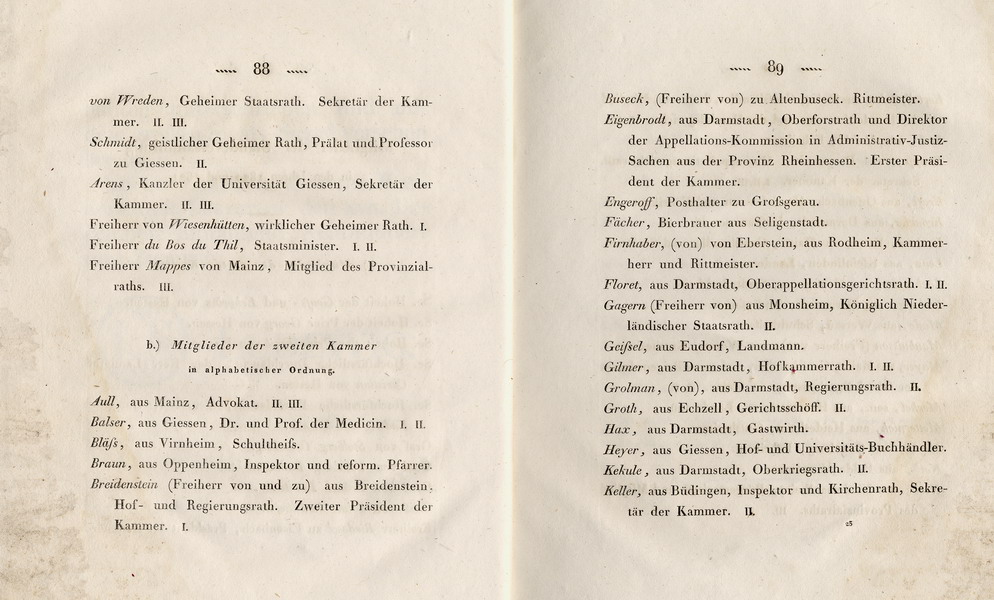 88
von Wreden, Geheimer Staatsrath. Sekretär der Kam-
mer. II. III.
Schmidt, geistlicher Geheimer Rath, Prälat und Professor
zu Giessen. II.
Arens, Kanzler der Universität Giessen, Sekretär der
Kammer. II. III.
Freiherr von Wiesenhütten, wirklicher Geheimer Rath. I.
Freiherr du Bos du Thil, Staatsminister. I. II.
Freiherr Mappes von Mainz, Mitglied des Provinzial-
raths. III.
b.) Mitglieder der zweiten Kammer
in alphabetischer Ordnung.
Aull, aus Mainz, Advokat. II. III.
Balser, aus Giessen, Dr. und Prof. der Medicin. I. II.
Bläſs, aus Virnheim, Schultheiſs.
Braun, aus Oppenheim, Inspektor und reform. Pfarrer.
Breidenstein (Freiherr von und zu) aus Breidenstein,
Hof- und Regierungsrath. Zweiter Präsident der
Kammer. I.
89
Buseck, (Freiherr von) zu Altenbuseck. Rittmeister.
Eigenbrodt, aus Darmstadt, Oberforstrath und Direktor
der Appellations-Kommission in Administrativ-Justiz-
Sachen aus der Provinz Rheinhessen. Erster Präsi-
dent der Kammer.
Engeroff, Posthalter zu Groſsgerau.
Fächer, Bierbrauer aus Seligenstadt.
Firnhaber, (von) von Eberstein, aus Rodheim, Kammer-
herr und Rittmeister.
Floret, aus Darmstadt, Oberappellationsgerichtsrath. I. II.
Gagern (Freiherr von) aus Monsheim, Königlich Nieder-
ländischer Staatsrath. II.
Geiſsel, aus Eudorf, Landmann.
Gilmer, aus Darmstadt, Hofkammerrath. I. II.
Grolman, (von), aus Darmstadt, Regierungsrath. II.
Groth, aus Echzell, Gerichtsschöff. II.
Hax, aus Darmstadt, Gastwirth.
Heyer, aus Giessen, Hof- und Universitäts-Buchhändler.
Kekule, aus Darmstadt, Oberkriegsrath. II.
Keller, aus Büdingen, Inspektor und Kirchenrath, Sekre-
tär der Kammer. II.
23